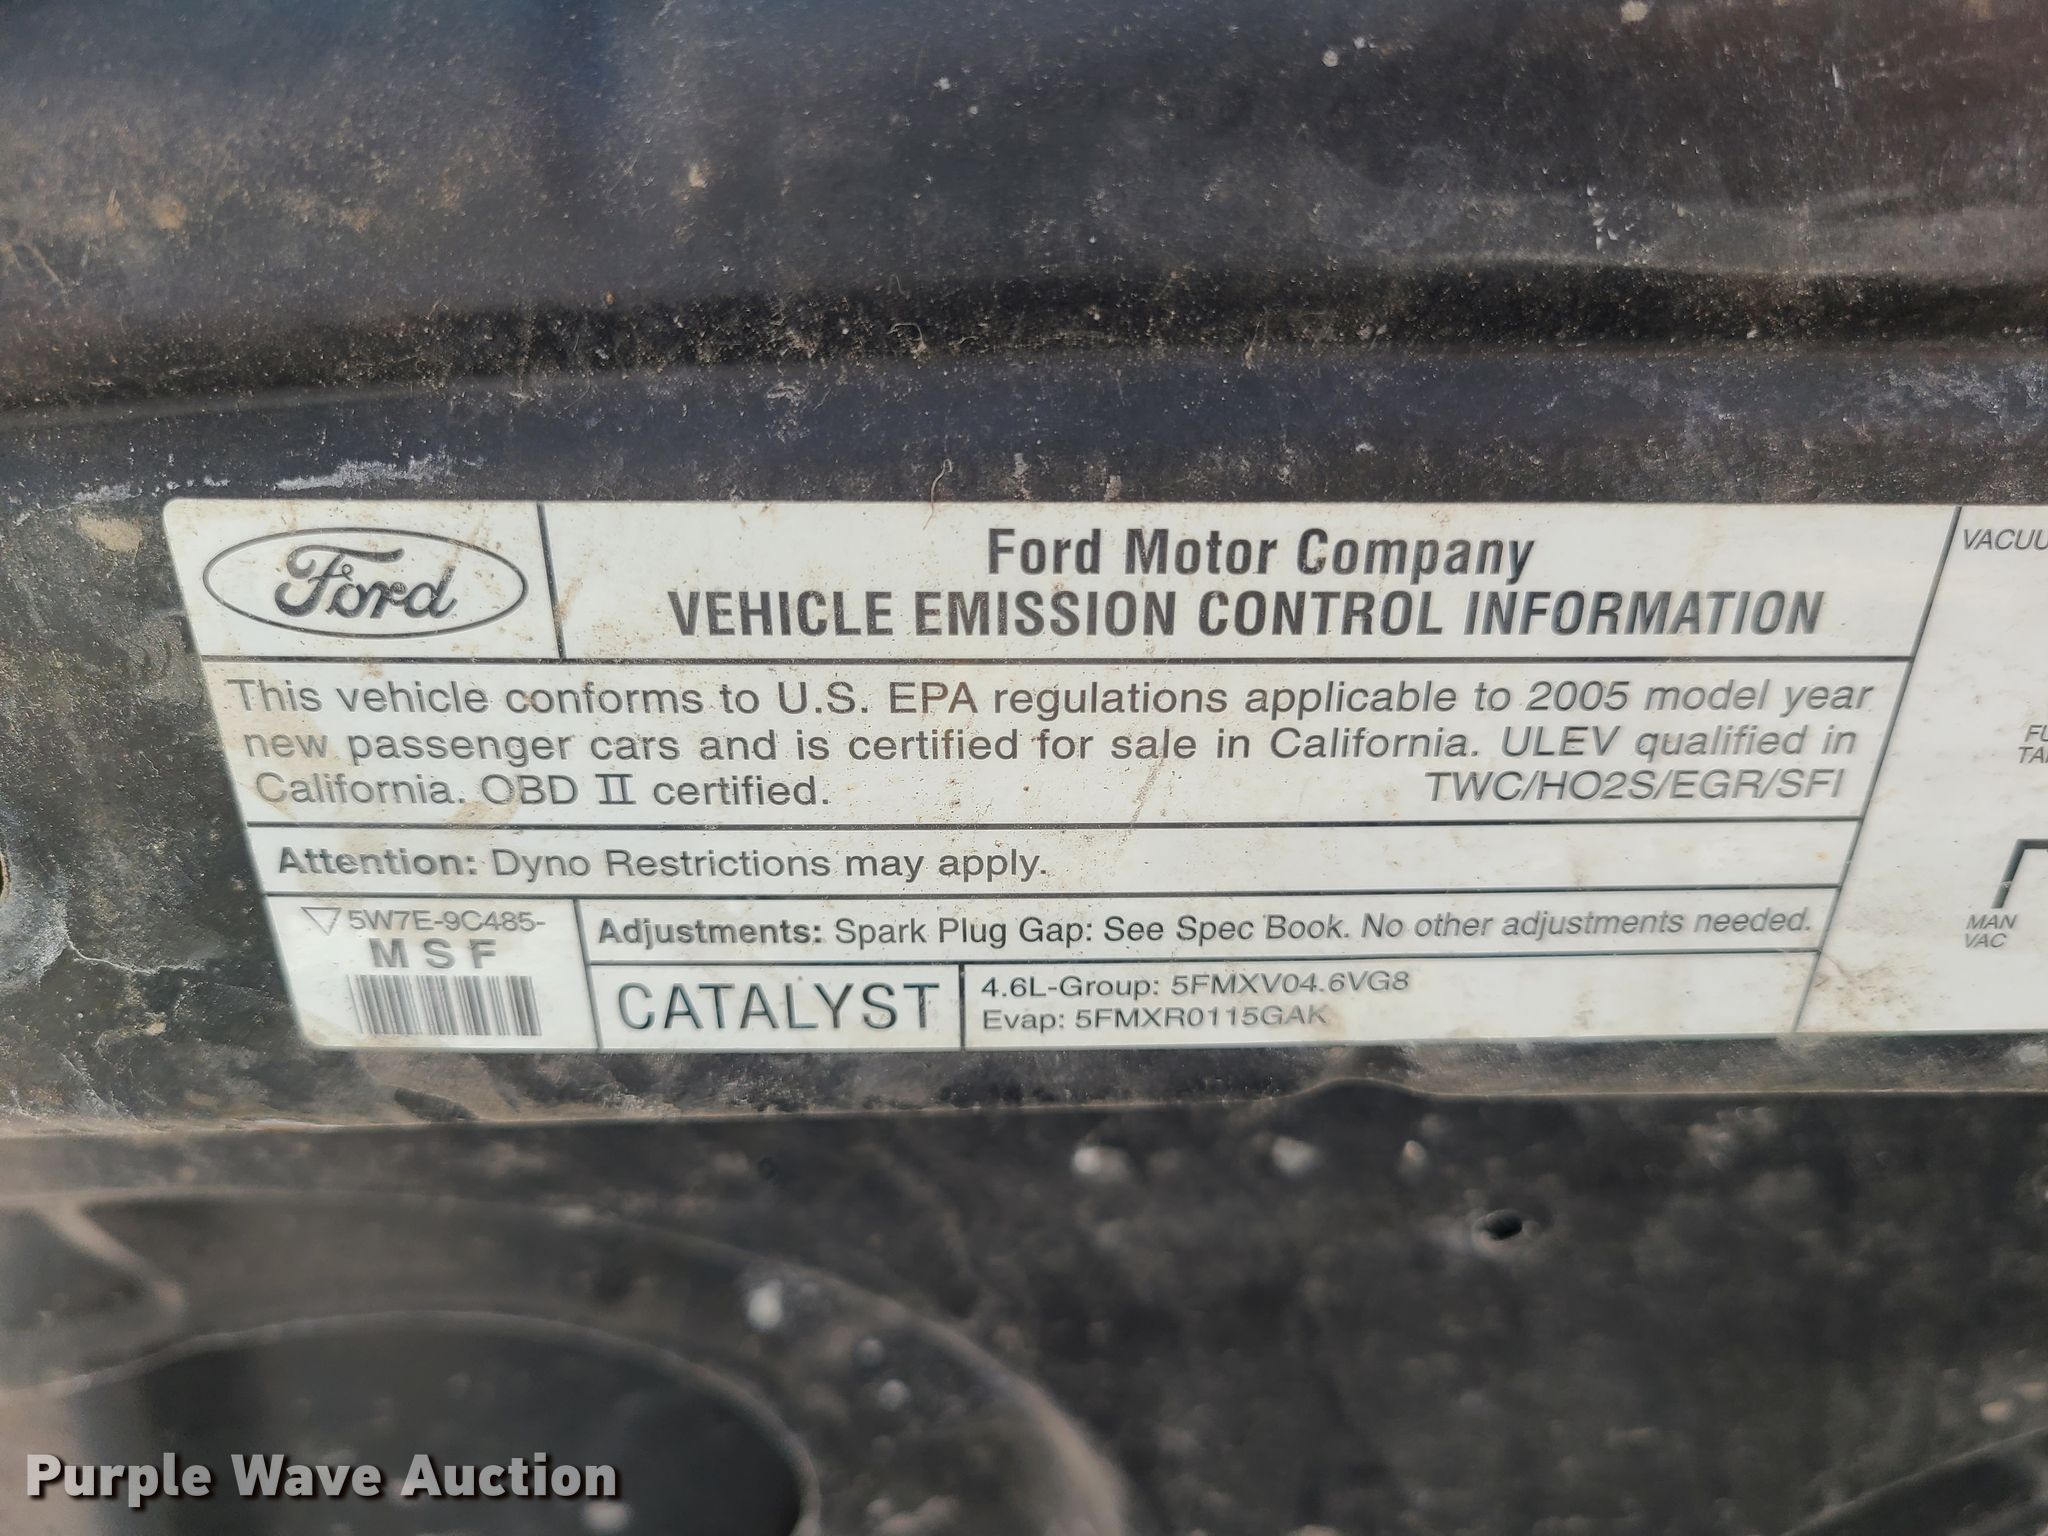 Ford
Ford Motor Company
VEHICLE EMISSION CONTROL INFORMATION
This vehicle conforms to U.S. EPA regulations applicable to 2005 model year
new passenger cars and is certified for sale in California. ULEV qualified in
California. OBD II certified. TWC/HO2S/EGR/SFI
Attention: Dyno Restrictions may apply.
5W7E-9C485-
MSF
Adjustments: Spark Plug Gap: See Spec Book. No other adjustments needed.
CATALYST
4.6L-Group: 5FMXV04.6VG8
Evap: 5FMXR0115GAK
MAN
VAC
Purple Wave Auction